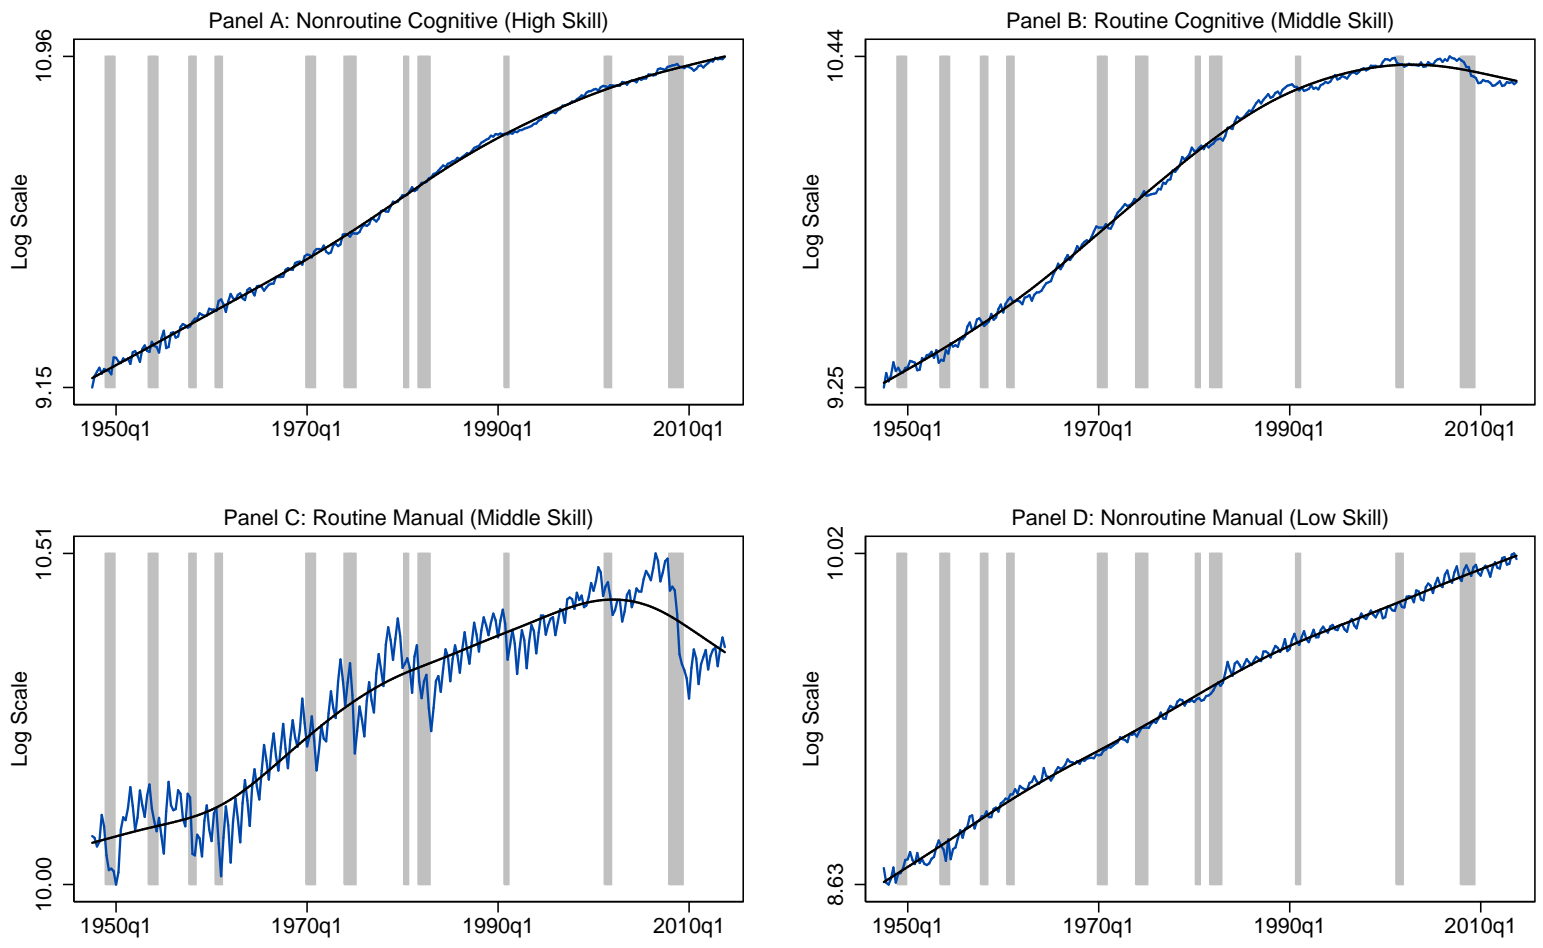 Panel A: Nonroutine Cognitive (High Skill)
Log Scale
10.96
9.15
1950q1 1970q1 1990q1 2010q1
Panel B: Routine Cognitive (Middle Skill)
Log Scale
10.44
9.25
1950q1 1970q1 1990q1 2010q1
Panel C: Routine Manual (Middle Skill)
Log Scale
10.51
10.00
1950q1 1970q1 1990q1 2010q1
Panel D: Nonroutine Manual (Low Skill)
Log Scale
10.02
8.63
1950q1 1970q1 1990q1 2010q1